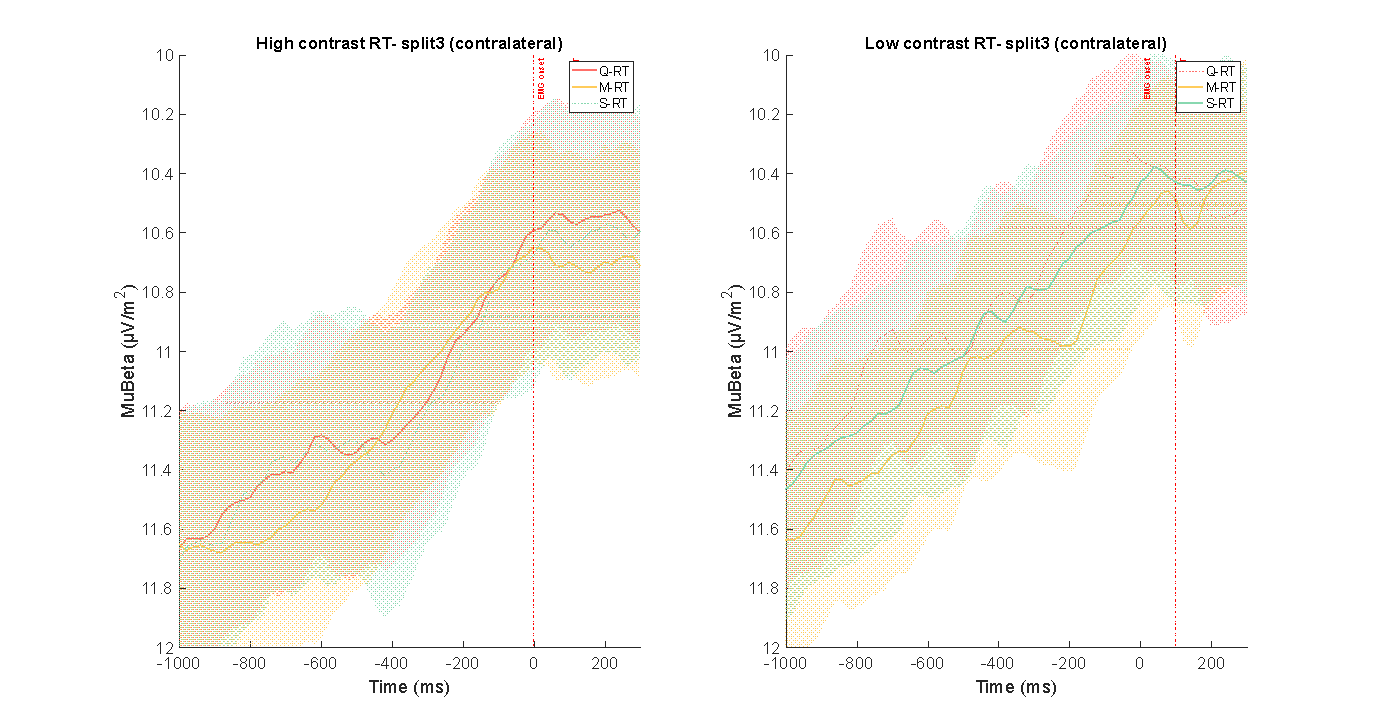 High contrast RT- split3 (contralateral)
10
10.2
10.4
10.6
10.8
11
11.2
11.4
11.6
11.8
12
MuBeta (µV/m²)
-1000
-800
-600
-400
-200
0
200
Time (ms)
EMG onset
Q-RT
M-RT
S-RT
Low contrast RT- split3 (contralateral)
10
10.2
10.4
10.6
10.8
11
11.2
11.4
11.6
11.8
12
MuBeta (µV/m²)
-1000
-800
-600
-400
-200
0
200
Time (ms)
EMG onset
Q-RT
M-RT
S-RT